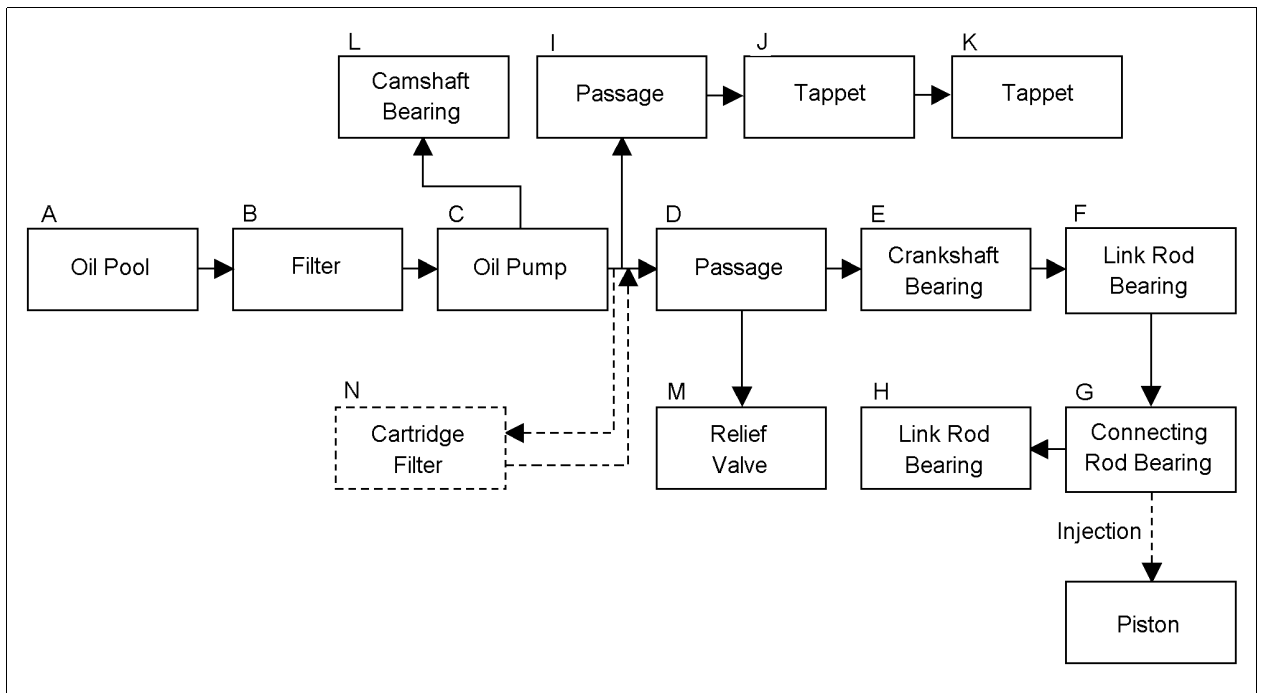 L
Camshaft
Bearing
I
Passage
J
Tappet
K
Tappet
A
Oil Pool
B
Filter
C
Oil Pump
D
Passage
E
Crankshaft
Bearing
F
Link Rod
Bearing
N
Cartridge
Filter
M
Relief
Valve
H
Link Rod
Bearing
G
Connecting
Rod Bearing
Injection
Piston